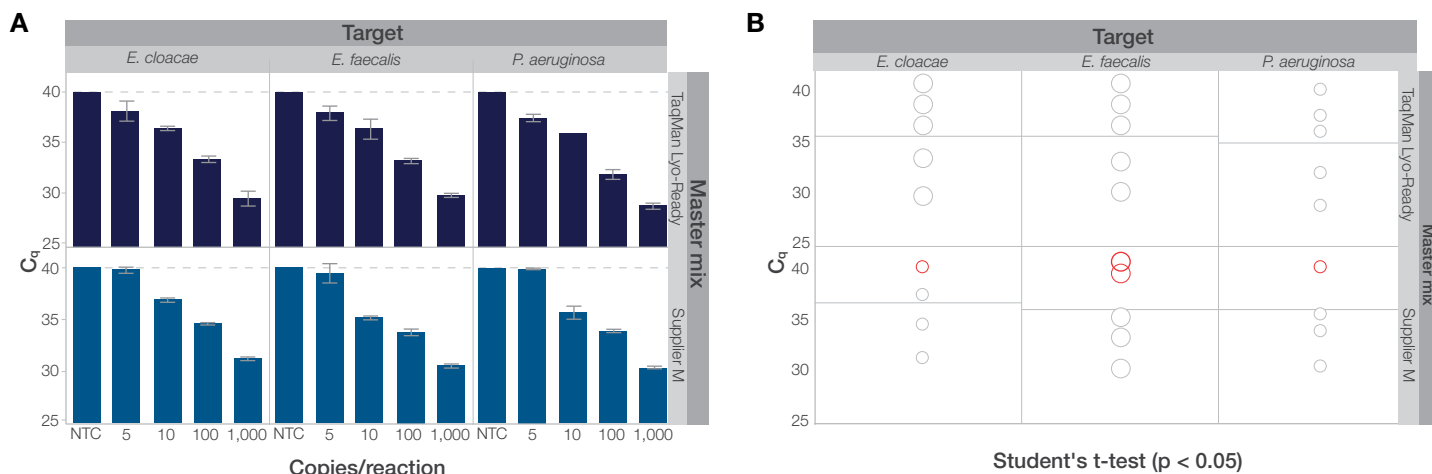 A
Target
E. cloacae
E. faecalis
P. aeruginosa
40
35
30
25
TaqMan Lyo-Ready
Master mix
Cq
40
35
30
25
Supplier M
NTC 5 10 100 1,000 NTC 5 10 100 1,000 NTC 5 10 100 1,000
Copies/reaction
B
Target
E. cloacae
E. faecalis
P. aeruginosa
40
35
30
25
TaqMan Lyo-Ready
Master mix
Cq
40
35
30
25
Supplier M
Student's t-test (p < 0.05)